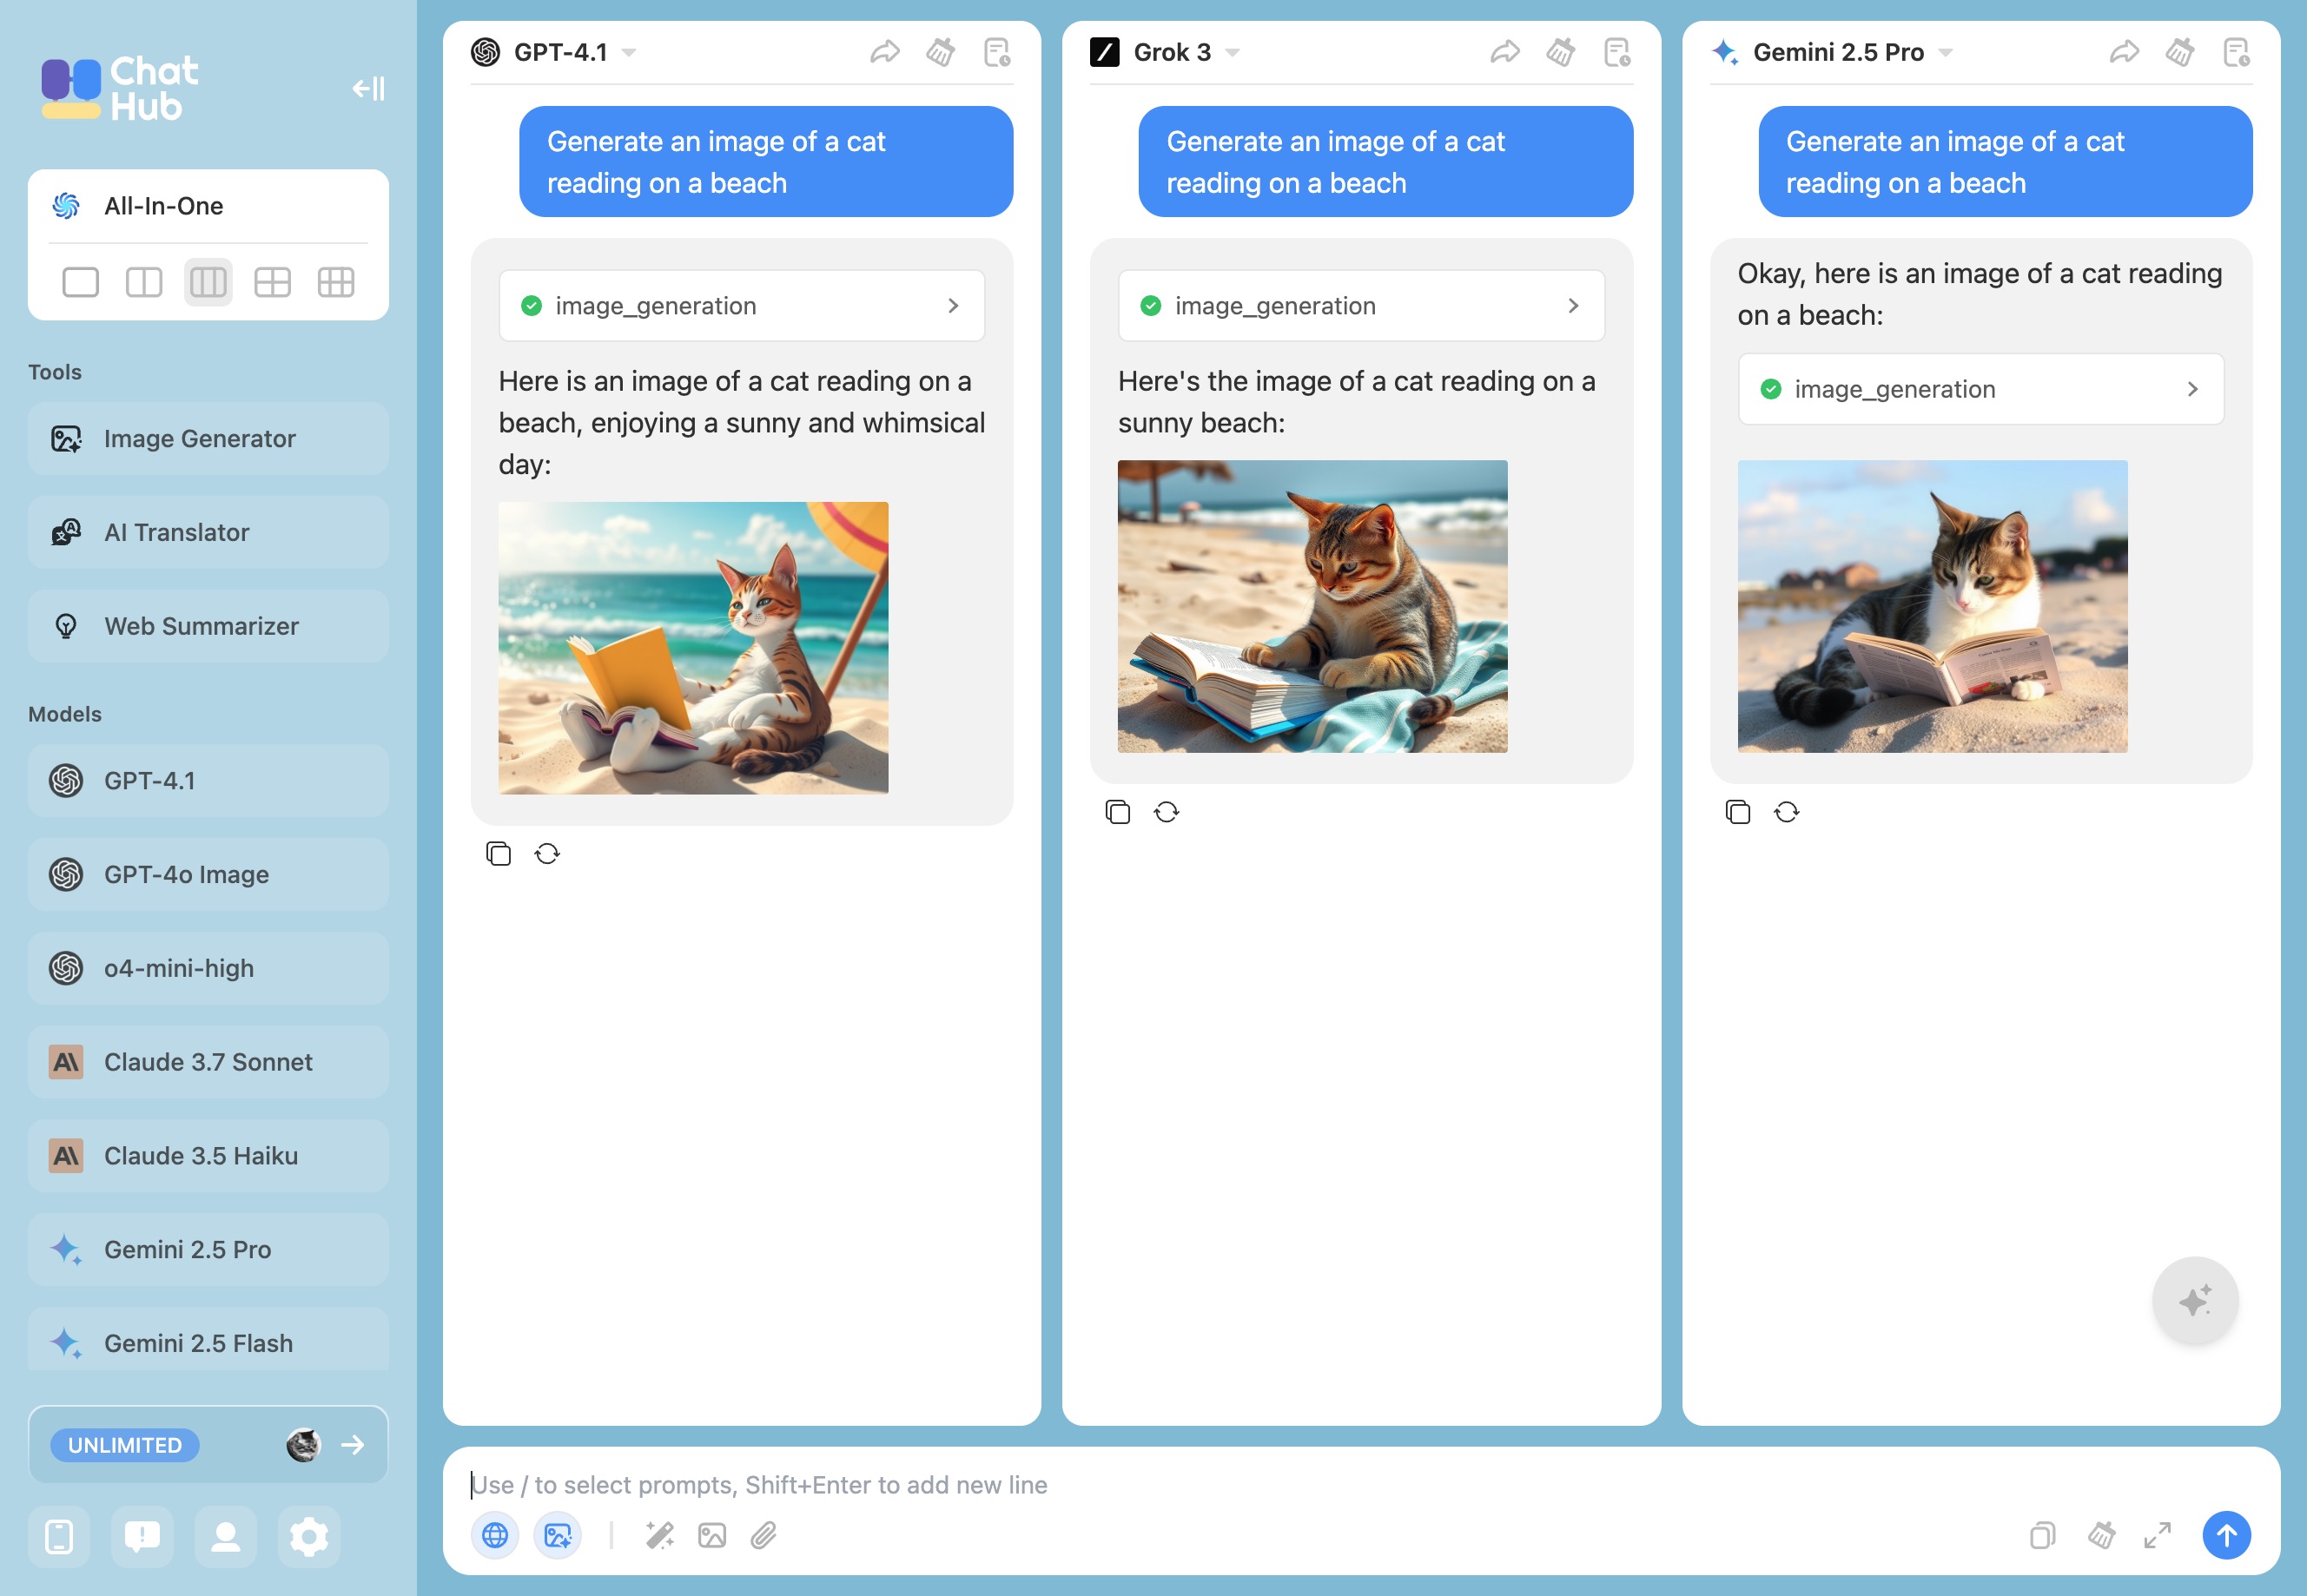 Chat
Hub
All-In-One
Tools
Image Generator
AI Translator
Web Summarizer
Models
GPT-4.1
GPT-4o Image
o4-mini-high
Claude 3.7 Sonnet
Claude 3.5 Haiku
Gemini 2.5 Pro
Gemini 2.5 Flash
UNLIMITED
GPT-4.1
Generate an image of a cat
reading on a beach
image_generation
Here is an image of a cat reading on a
beach, enjoying a sunny and whimsical
day:
Grok 3
Generate an image of a cat
reading on a beach
image_generation
Here's the image of a cat reading on a
sunny beach:
Gemini 2.5 Pro
Generate an image of a cat
reading on a beach
Okay, here is an image of a cat reading
on a beach:
image_generation
Use / to select prompts, Shift+Enter to add new line